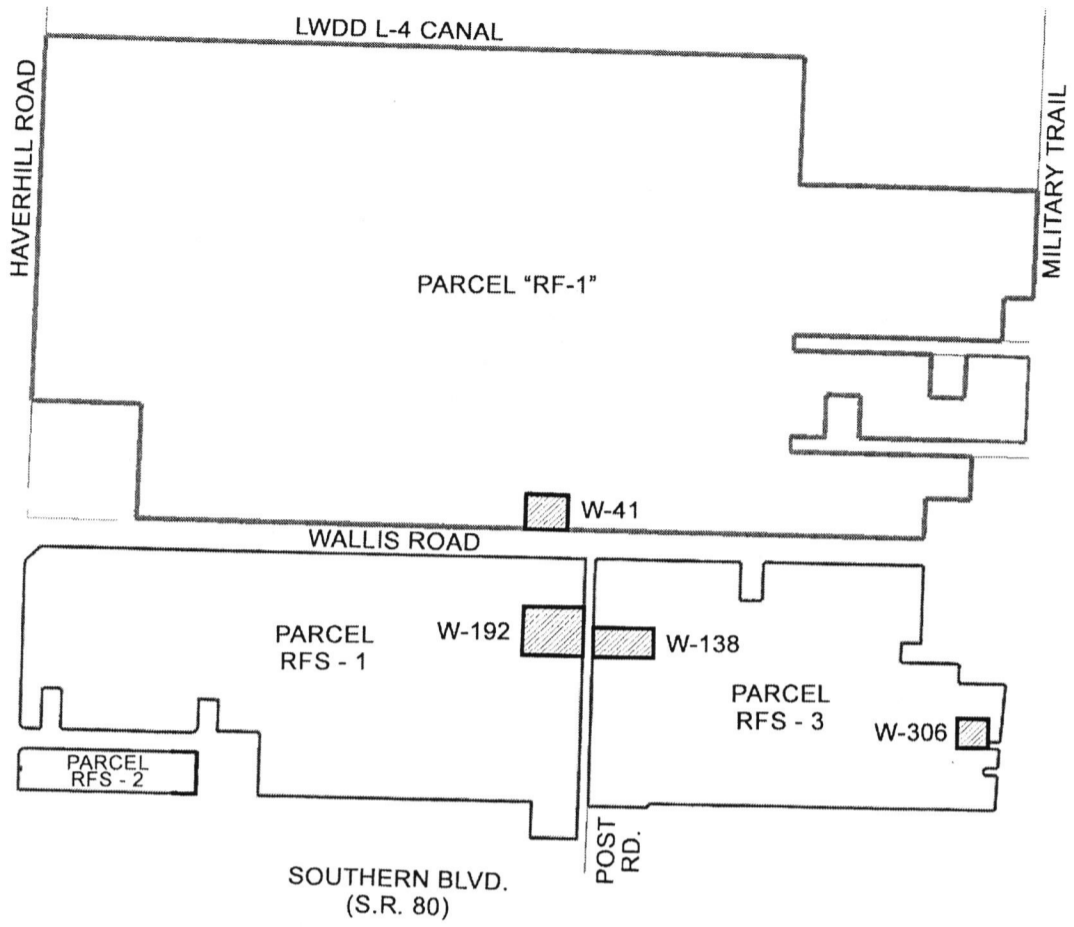 LWDD L-4 CANAL
HAVERHILL ROAD
MILITARY TRAIL
PARCEL “RF-1”
W-41
WALLIS ROAD
PARCEL
RFS - 1
W-192
W-138
PARCEL
RFS - 3
W-306
PARCEL
RFS - 2
POST
RD.
SOUTHERN BLVD.
(S.R. 80)